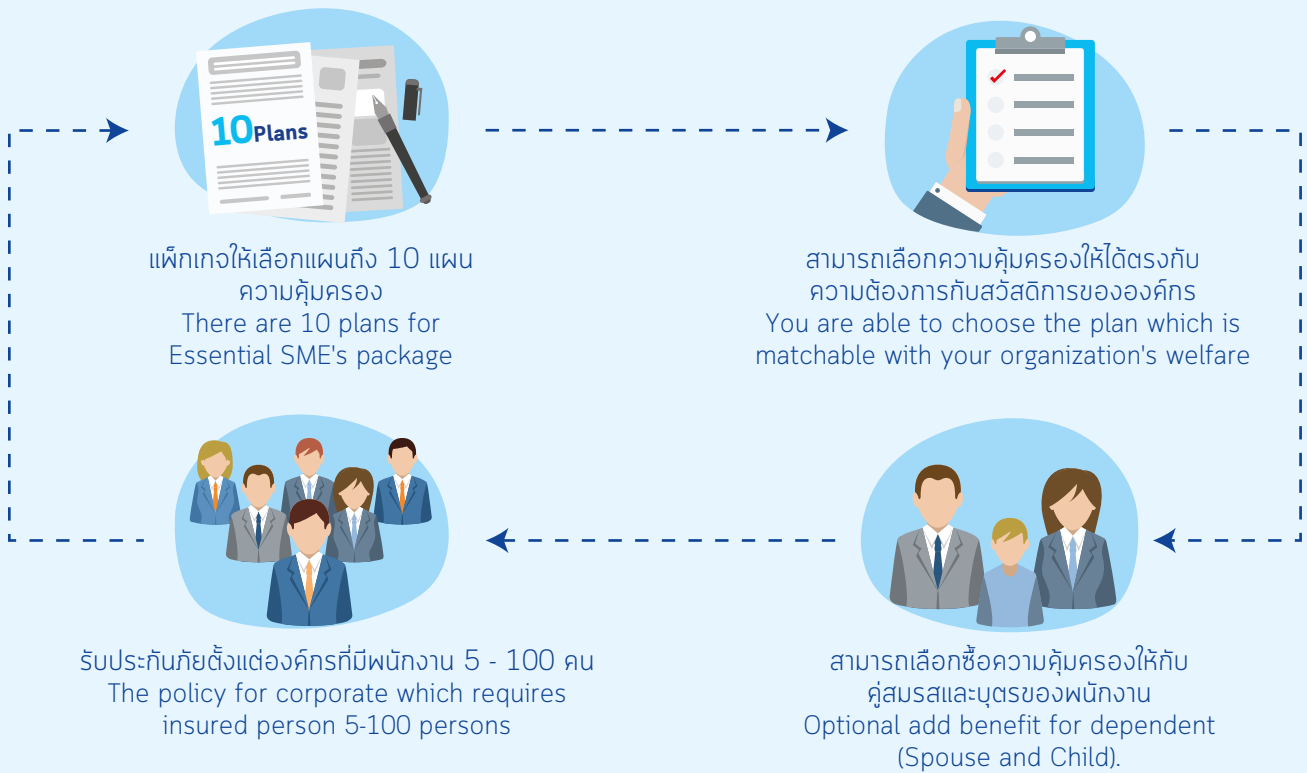 10Plans
แพ็กเกจให้เลือกแผนถึง 10 แผน
ความคุ้มครอง
There are 10 plans for
Essential SME's package
สามารถเลือกความคุ้มครองให้ได้ตรงกับ
ความต้องการกับสวัสดิการขององค์กร
You are able to choose the plan which is
matchable with your organization's welfare
รับประกันภัยตั้งแต่องค์กรที่มีพนักงาน 5 - 100 คน
The policy for corporate which requires
insured person 5-100 persons
สามารถเลือกซื้อความคุ้มครองให้กับ
คู่สมรสและบุตรของพนักงาน
Optional add benefit for dependent
(Spouse and Child).